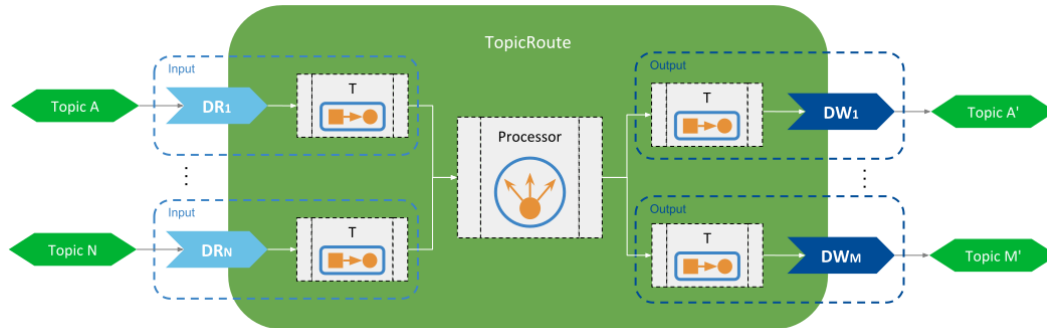 TopicRoute
Input
Topic A
DR1
T
Processor
Output
T
DW1
Topic A'
Input
Topic N
DRN
T
Output
T
DWM
Topic M'